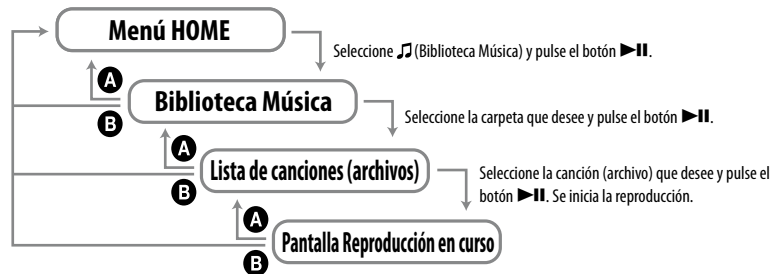 Menú HOME
Seleccione ♫ (Biblioteca Música) y pulse el botón ►II.
A
B
Biblioteca Música
Seleccione la carpeta que desee y pulse el botón ►II.
A
B
Lista de canciones (archivos)
Seleccione la canción (archivo) que desee y pulse el
botón ►II. Se inicia la reproducción.
A
B
Pantalla Reproducción en curso